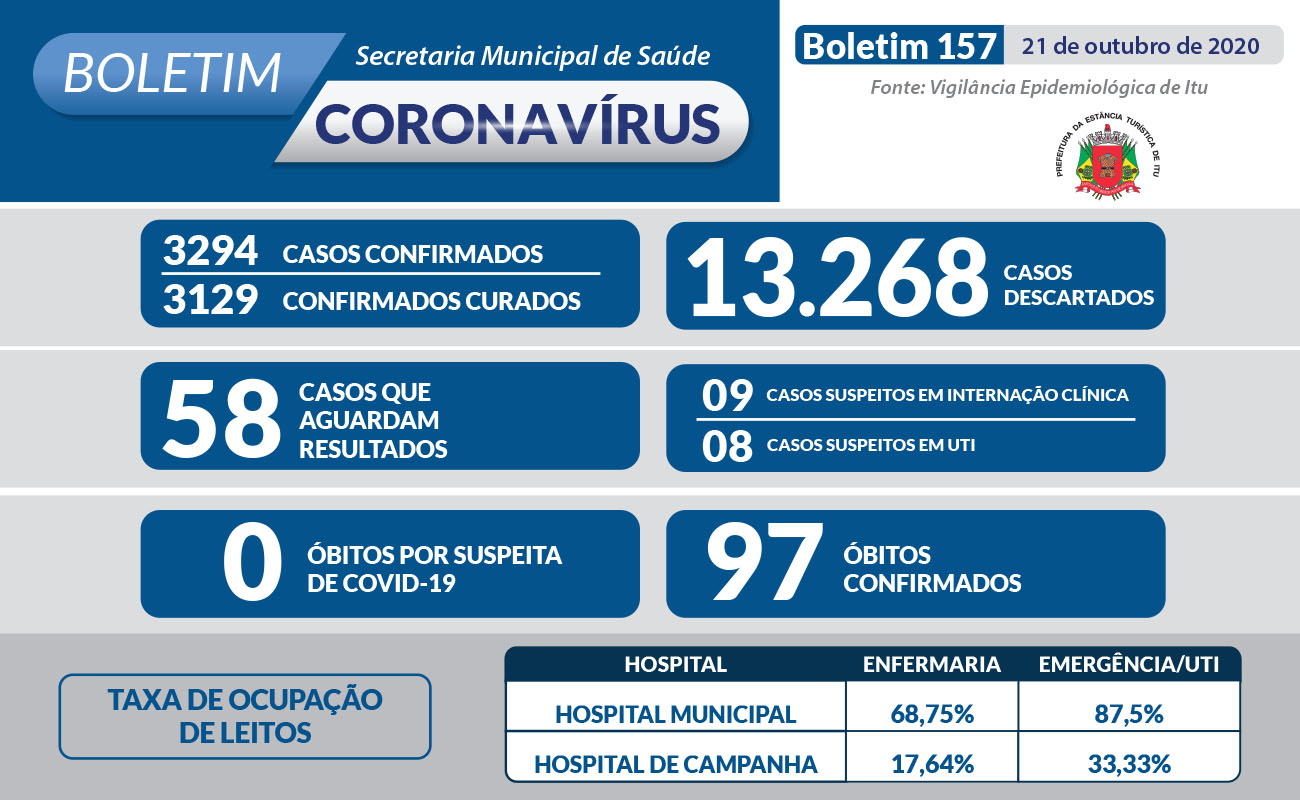 BOLETIM
Secretaria Municipal de Saúde
CORONAVÍRUS
Boletim 157
21 de outubro de 2020
Fonte: Vigilância Epidemiológica de Itu
PREFEITURA DA ESTÂNCIA TURÍSTICA DE ITU
3294 CASOS CONFIRMADOS
3129 CONFIRMADOS CURADOS
13.268 CASOS
DESCARTADOS
58 CASOS QUE
AGUARDAM
RESULTADOS
09 CASOS SUSPEITOS EM INTERNAÇÃO CLÍNICA
08 CASOS SUSPEITOS EM UTI
0 ÓBITOS POR SUSPEITA
DE COVID-19
97 ÓBITOS
CONFIRMADOS
TAXA DE OCUPAÇÃO
DE LEITOS
HOSPITAL ENFERMARIA EMERGÊNCIA/UTI
HOSPITAL MUNICIPAL 68,75% 87,5%
HOSPITAL DE CAMPANHA 17,64% 33,33%